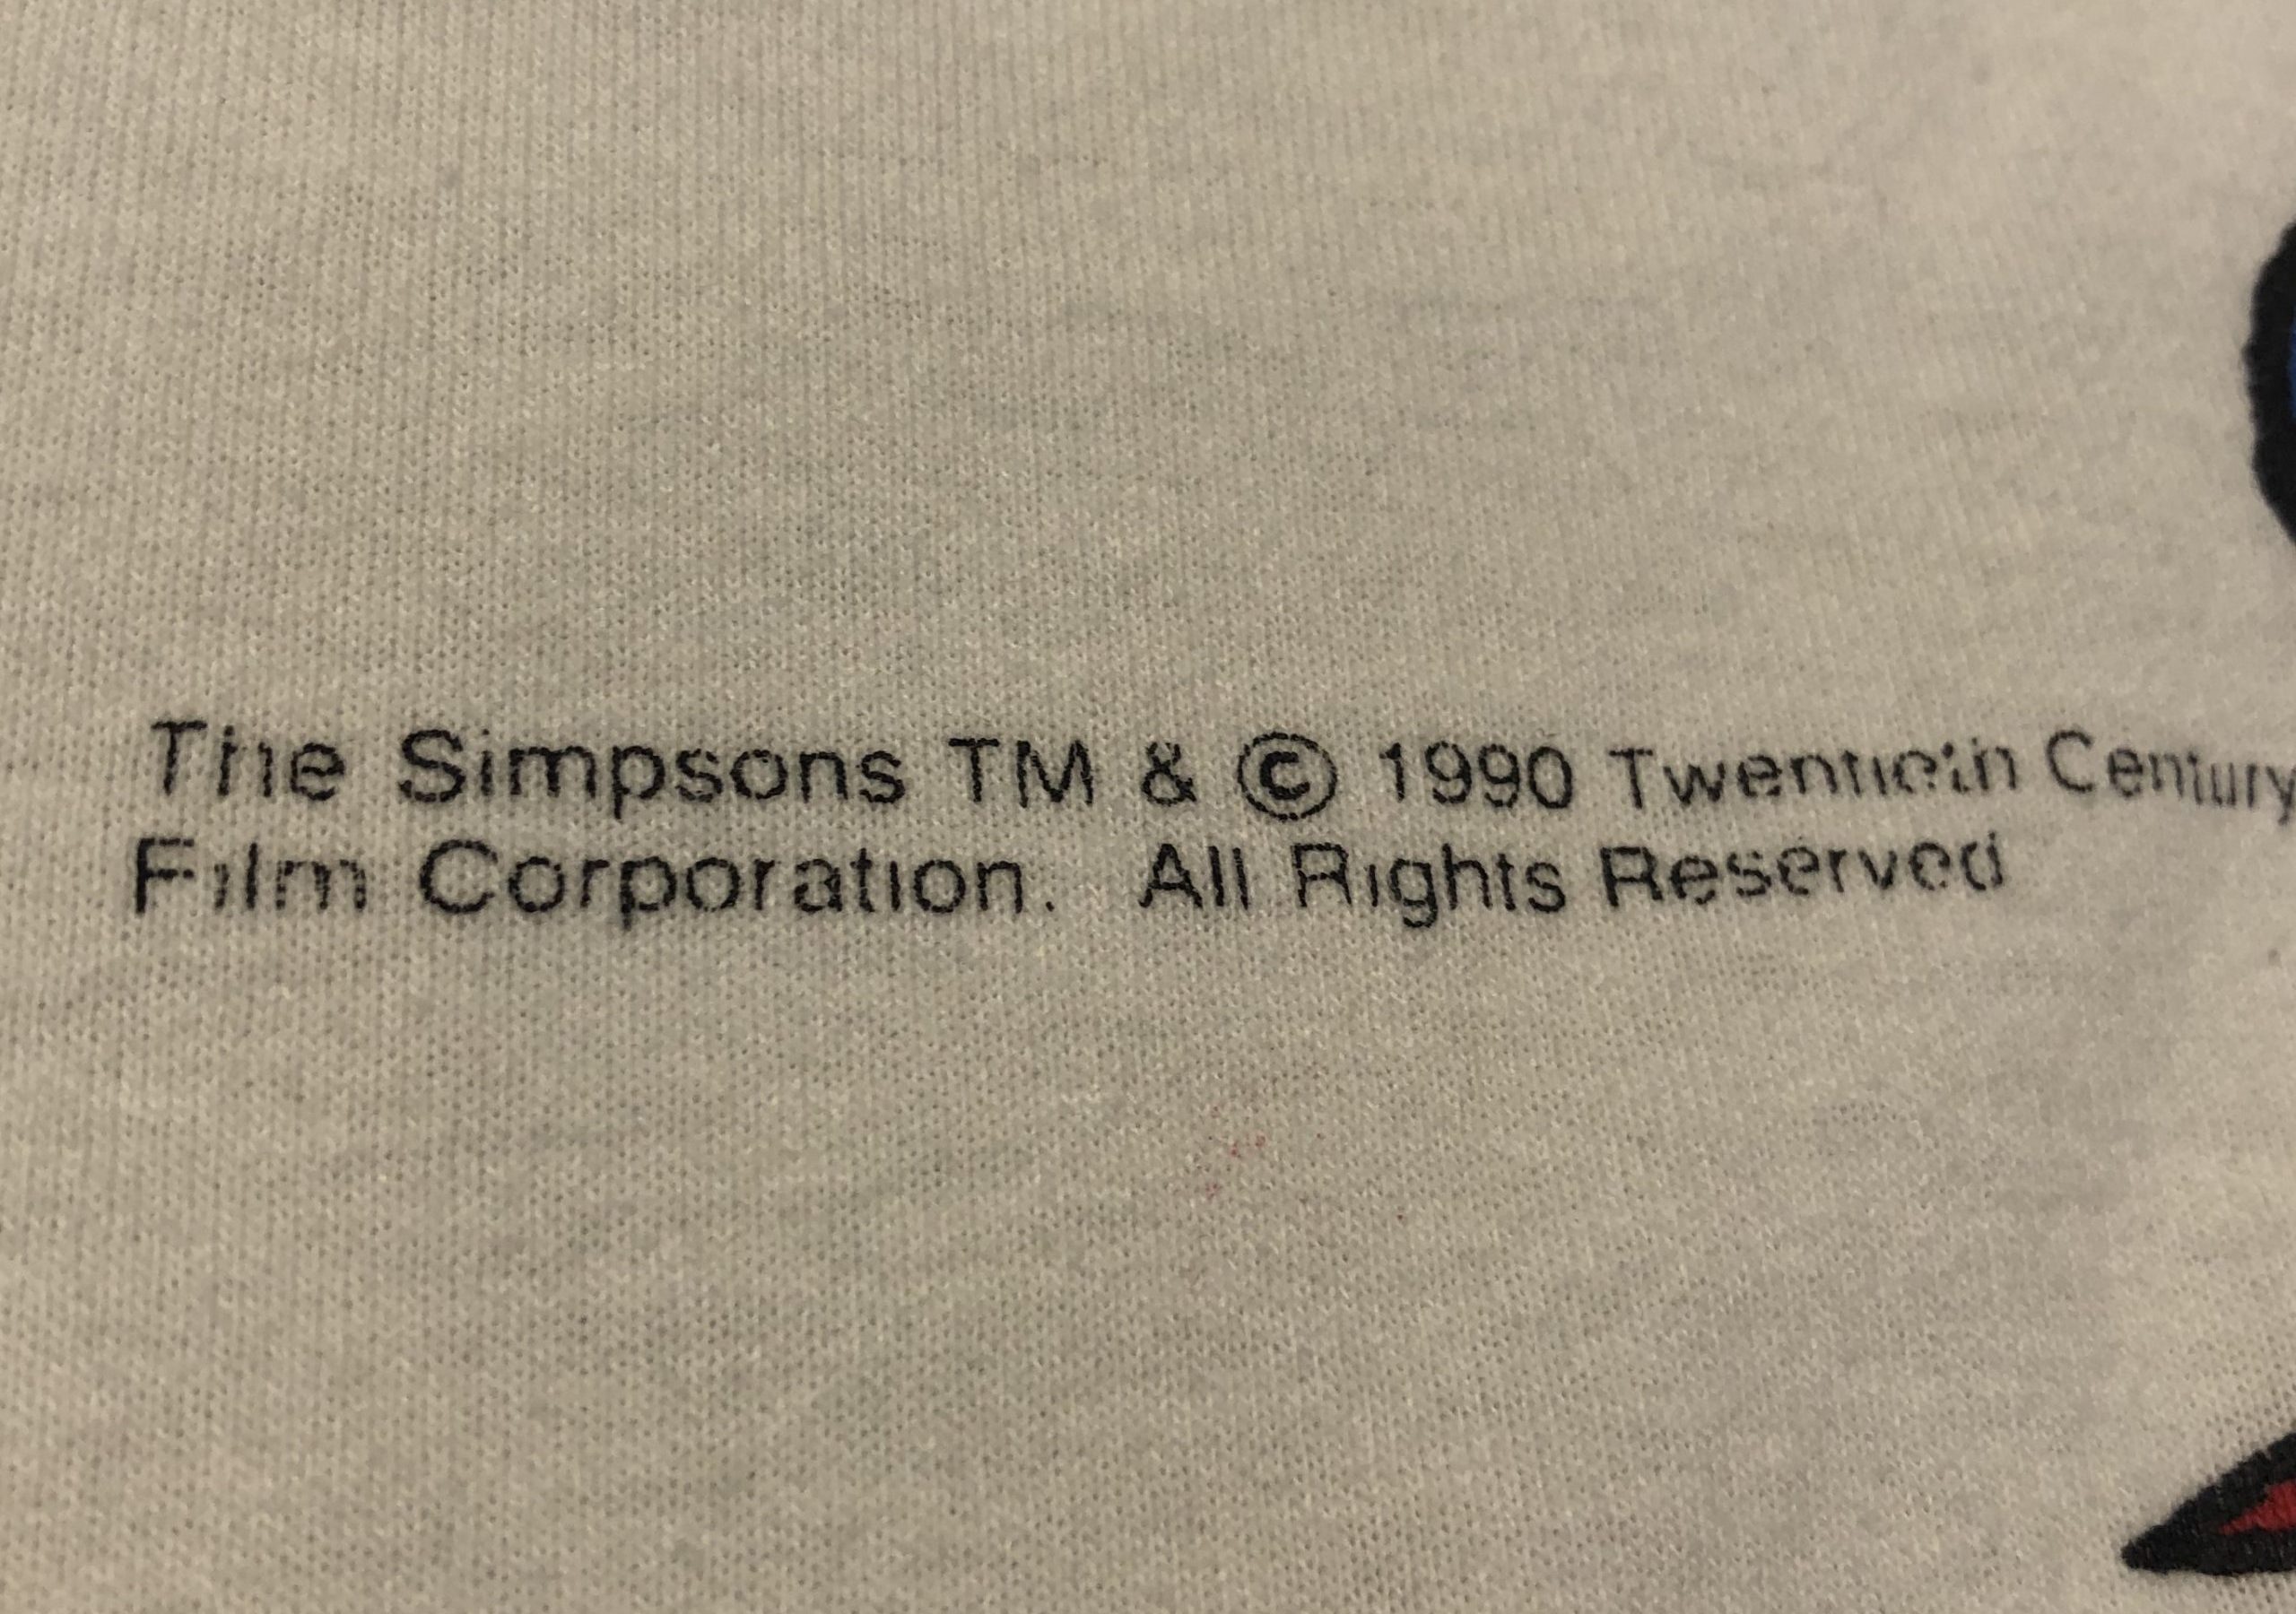 The Simpsons TM & © 1990 Twentieth Century
Film Corporation. All Rights Reserved